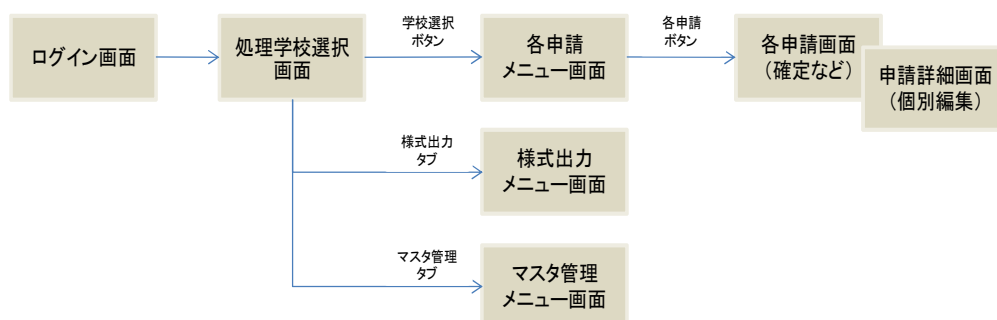 ログイン画面
処理学校選択
画面
学校選択
ボタン
各申請
メニュー画面
各申請
ボタン
各申請画面
（確定など）
申請詳細画面
（個別編集）
様式出力
タブ
様式出力
メニュー画面
マスタ管理
タブ
マスタ管理
メニュー画面